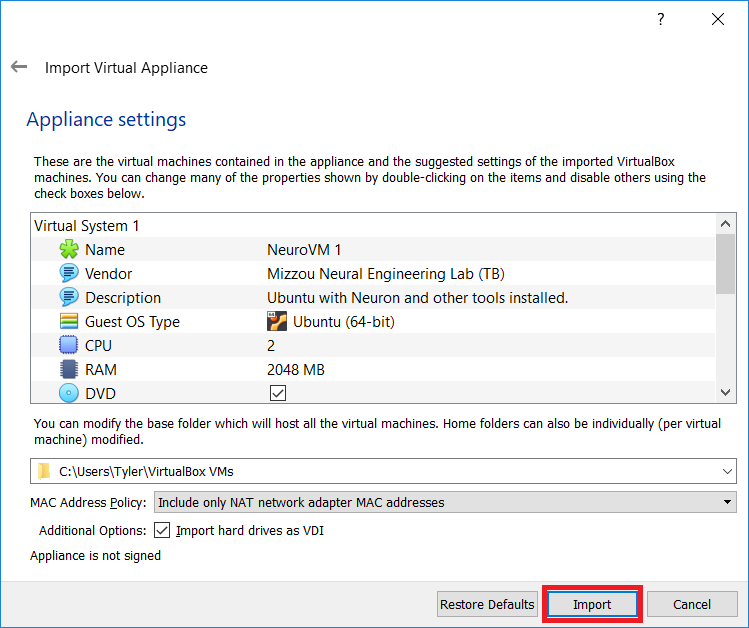 ?
Import Virtual Appliance
Appliance settings
These are the virtual machines contained in the appliance and the suggested settings of the imported VirtualBox
machines. You can change many of the properties shown by double-clicking on the items and disable others using the
check boxes below.
Virtual System 1
Name NeuroVM 1
Vendor Mizzou Neural Engineering Lab (TB)
Description Ubuntu with Neuron and other tools installed.
Guest OS Type Ubuntu (64-bit)
CPU 2
RAM 2048 MB
DVD
You can modify the base folder which will host all the virtual machines. Home folders can also be individually (per virtual
machine) modified.
C:\Users\Tyler\VirtualBox VMs
MAC Address Policy: Include only NAT network adapter MAC addresses
Additional Options: Import hard drives as VDI
Appliance is not signed
Restore Defaults Import Cancel